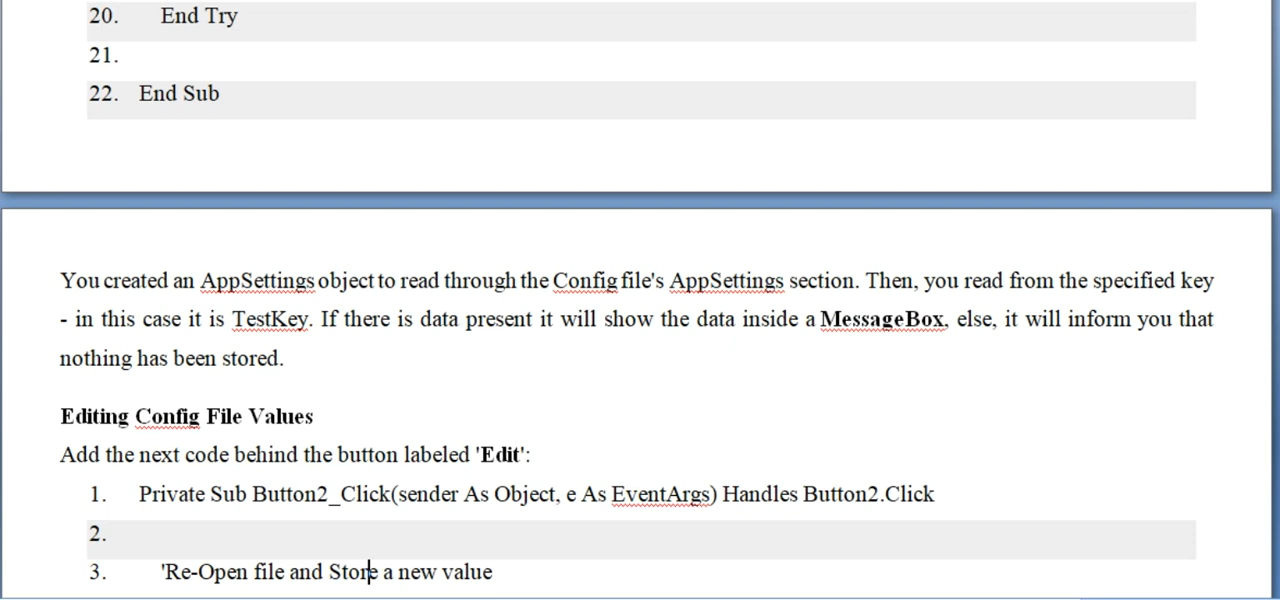 20. End Try
21.
22. End Sub
You created an AppSettings object to read through the Config file's AppSettings section. Then, you read from the specified key
- in this case it is TestKey. If there is data present it will show the data inside a MessageBox, else, it will inform you that
nothing has been stored.
Editing Config File Values
Add the next code behind the button labeled 'Edit':
1. Private Sub Button2_Click(sender As Object, e As EventArgs) Handles Button2.Click
2.
3. 'Re-Open file and Store a new value